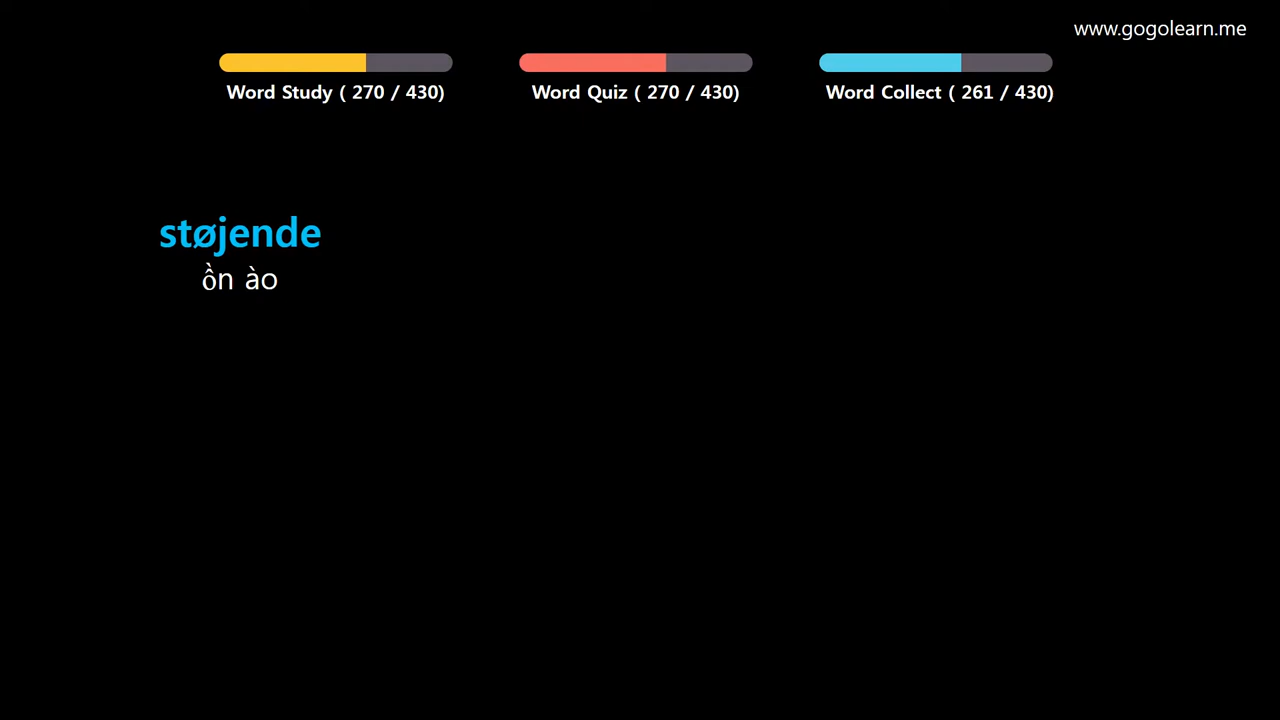 www.gogolearn.me
Word Study ( 270 / 430)
Word Quiz ( 270 / 430)
Word Collect ( 261 / 430)
støjende
ồn ào